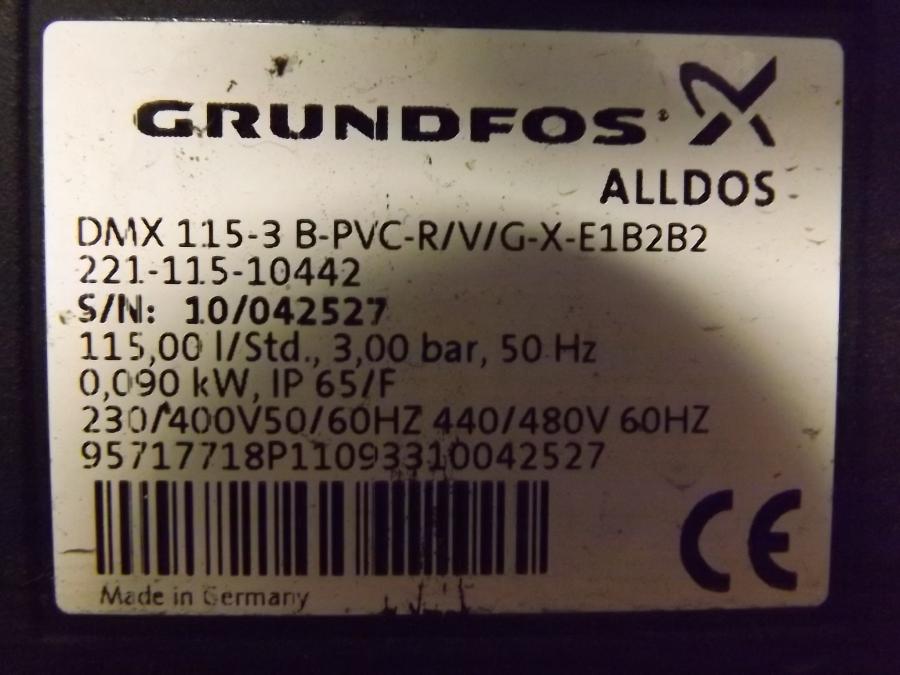 GRUNDFOS
ALLDOS
DMX 115-3 B-PVC-R/V/G-X-E1B2B2
221-115-10442
S/N: 10/042527
115,00 l/Std., 3,00 bar, 50 Hz
0,090 kW, IP 65/F
230/400V50/60HZ 440/480V 60HZ
95717718P11093310042527
CE
Made in Germany